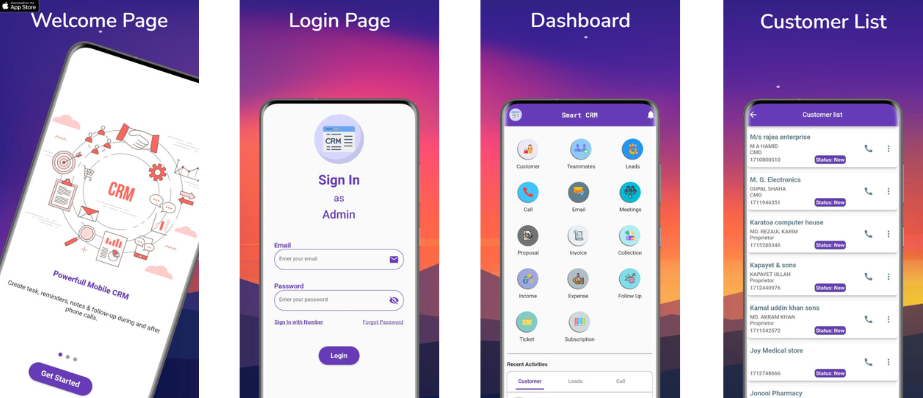 Download on the
App Store
Welcome Page
CRM
Powerfull Mobile CRM
Create task, reminders, notes & follow-up during and after
phone calls.
Get Started
Login Page
CRM
Sign In
as
Admin
Email
Enter your email
Password
Enter your password
Sign In with Number
Forgot Password
Login
Dashboard
Smart CRM
Customer
Teammates
Leads
Call
Email
Meetings
Proposal
Invoice
Collection
Income
Expense
Follow Up
Ticket
Subscription
Recent Activities
Customer
Leads
Call
Customer List
Customer list
M/s rajea enterprise
M A HAMID
CMO
1710800510
Status: New
M. G. Electronics
GUPAL SHAHA
CMO
1711946351
Status: New
Karatoa computer house
MD. REZAUL KARIM
Proprietor
1715280346
Status: New
Kapayet & sons
KAPAYET ULLAH
Proprietor
1712440976
Status: New
Kamal uddin khan sons
MD. AKRAM KHAN
Proprietor
1711542572
Status: New
Joy Medical store
Status: New
Jononi Pharmacy